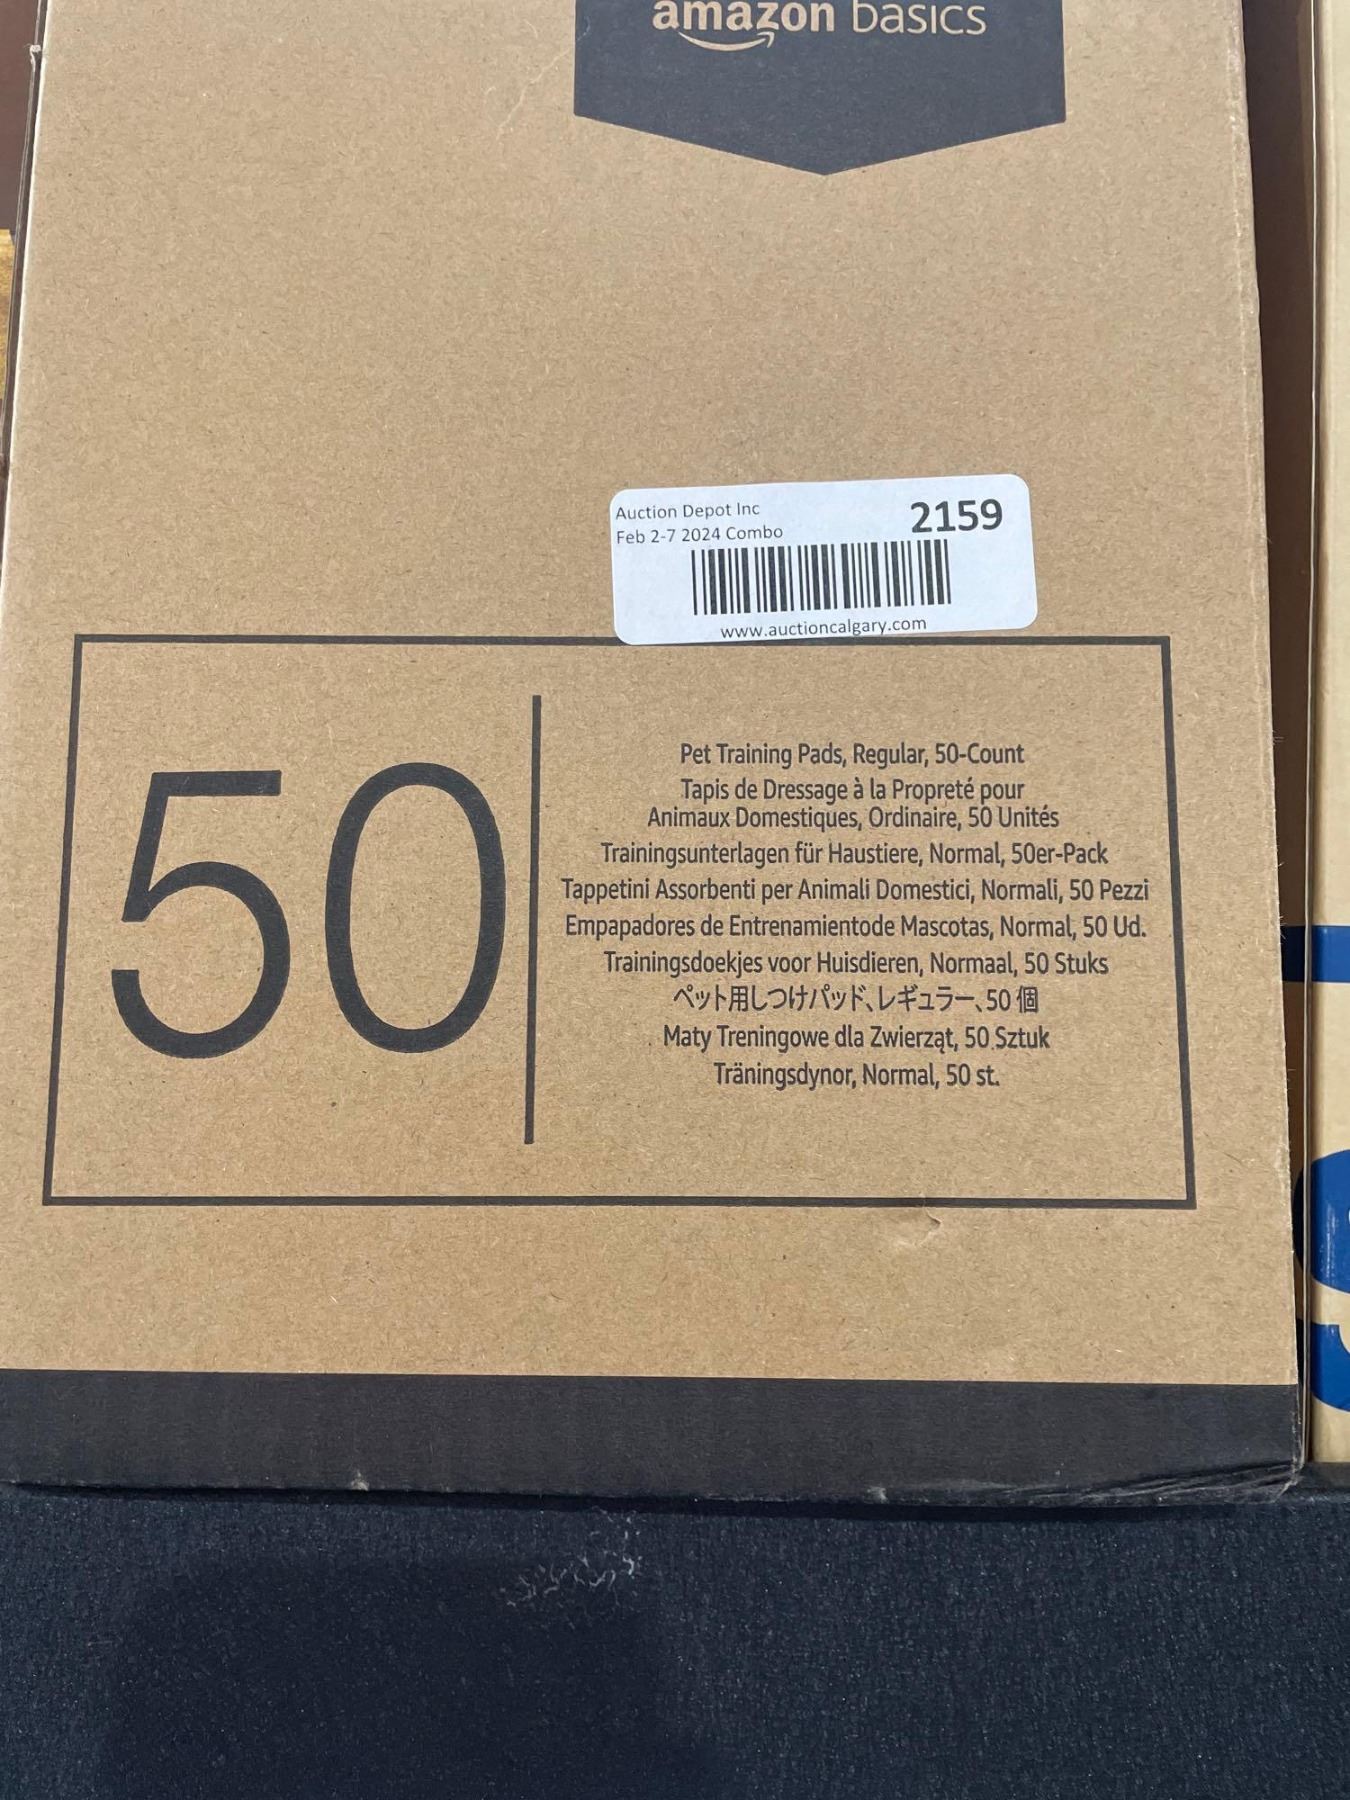 amazon basics
Auction Depot Inc
2159
Feb 2-7 2024 Combo
www.auctioncalgary.com
50
Pet Training Pads, Regular, 50-Count
Tapis de Dressage à la Propreté pour
Animaux Domestiques, Ordinaire, 50 Unités
Trainingsunterlagen für Haustiere, Normal, 50er-Pack
Tappetini Assorbenti per Animali Domestici, Normali, 50 Pezzi
Empapadores de Entrenamientode Mascotas, Normal, 50 Ud.
Trainingsdoekjes voor Huisdieren, Normaal, 50 Stuks
ペット用しつけパッド、レギュラー、50 個
Maty Treningowe dla Zwierząt, 50 Sztuk
Träningsdynor, Normal, 50 st.